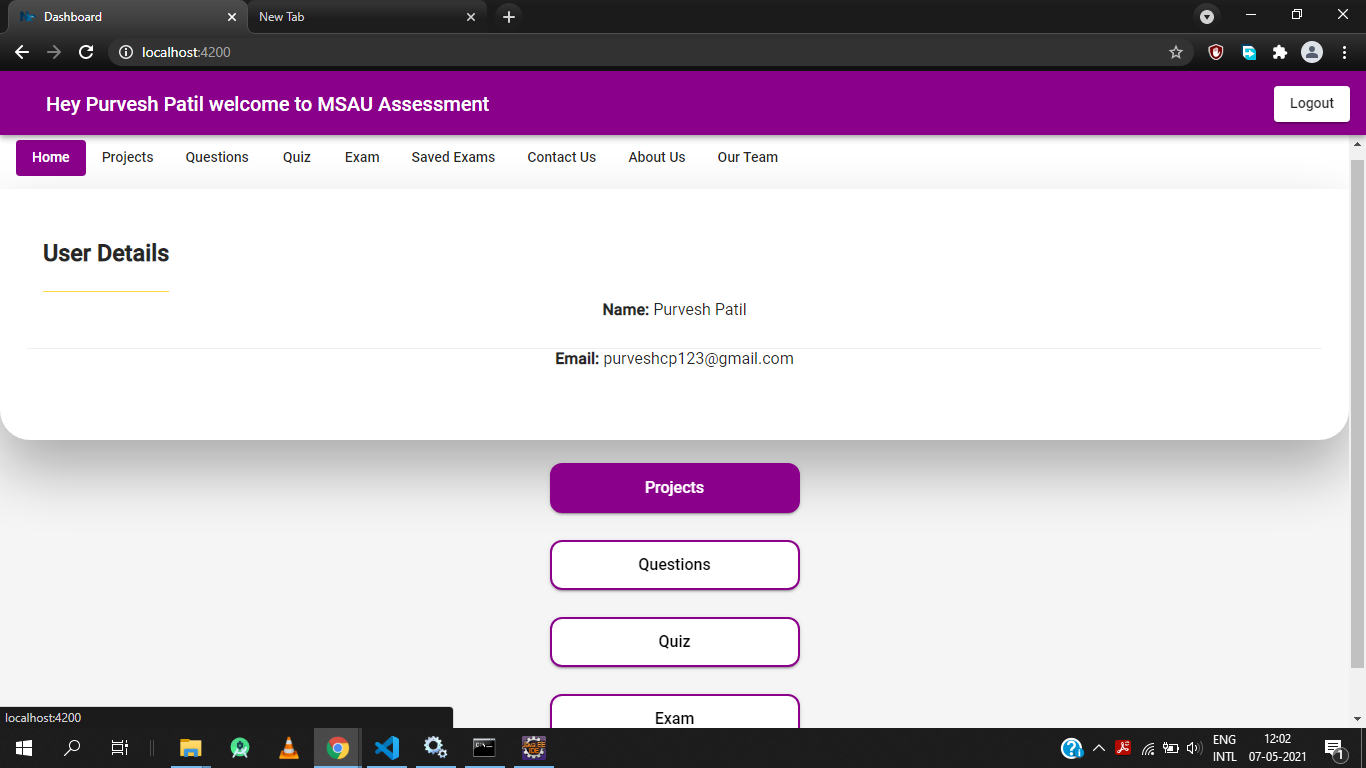 Dashboard
New Tab
localhost:4200
Hey Purvesh Patil welcome to MSAU Assessment
Logout
Home Projects Questions Quiz Exam Saved Exams Contact Us About Us Our Team
User Details
Name: Purvesh Patil
Email: purveshcp123@gmail.com
Projects
Questions
Quiz
Exam
localhost:4200
ENG
INTL
12:02
07-05-2021
1